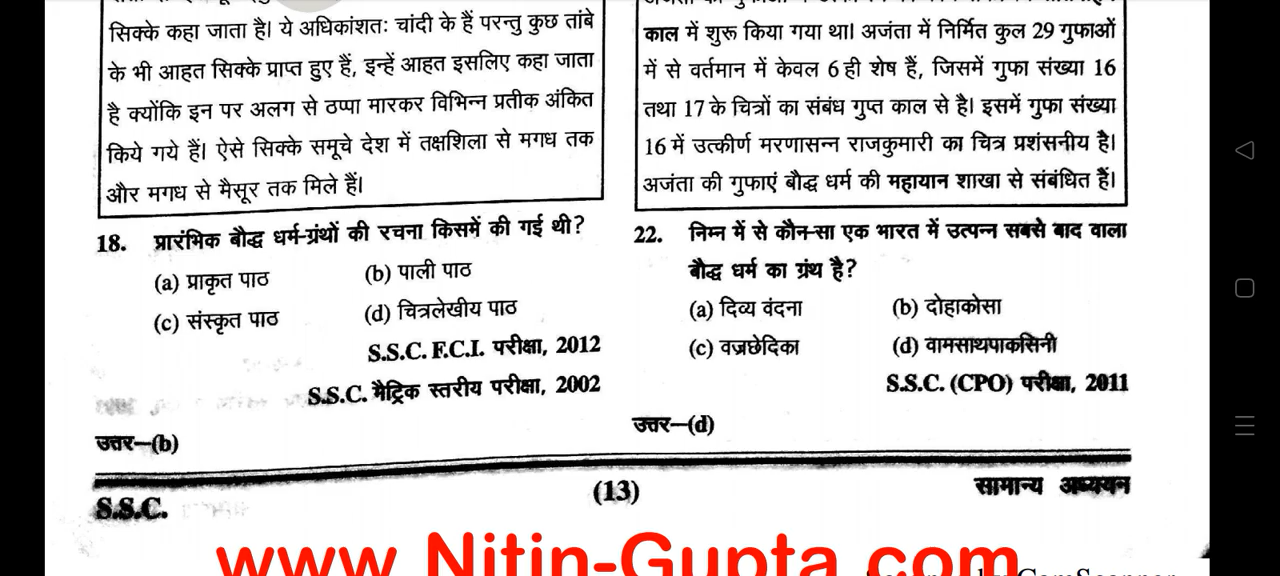 सिक्के कहा जाता है। ये अधिकांशतः चांदी के हैं परन्तु कुछ तांबे
के भी आहत सिक्के प्राप्त हुए हैं, इन्हें आहत इसलिए कहा जाता
है क्योंकि इन पर अलग से ठप्पा मारकर विभिन्न प्रतीक अंकित
किये गये हैं। ऐसे सिक्के समूचे देश में तक्षशिला से मगध तक
और मगध से मैसूर तक मिले हैं।
18. प्रारंभिक बौद्ध धर्म-ग्रंथों की रचना किसमें की गई थी?
(a) प्राकृत पाठ (b) पाली पाठ
(c) संस्कृत पाठ (d) चित्रलेखीय पाठ
S.S.C. F.C.I. परीक्षा, 2012
S.S.C. मैट्रिक स्तरीय परीक्षा, 2002
उत्तर—(b)
काल में शुरू किया गया था। अजंता में निर्मित कुल 29 गुफाओं
में से वर्तमान में केवल 6 ही शेष हैं, जिसमें गुफा संख्या 16
तथा 17 के चित्रों का संबंध गुप्त काल से है। इसमें गुफा संख्या
16 में उत्कीर्ण मरणासन्न राजकुमारी का चित्र प्रशंसनीय है।
अजंता की गुफाएं बौद्ध धर्म की महायान शाखा से संबंधित हैं।
22. निम्न में से कौन-सा एक भारत में उत्पन्न सबसे बाद वाला
बौद्ध धर्म का ग्रंथ है?
(a) दिव्य वंदना (b) दोहाकोसा
(c) वज्रछेदिका (d) वामसाथपाकसिनी
S.S.C. (CPO) परीक्षा, 2011
उत्तर—(d)
S.S.C. (13) सामान्य अध्ययन
www.Nitin-Gupta.com